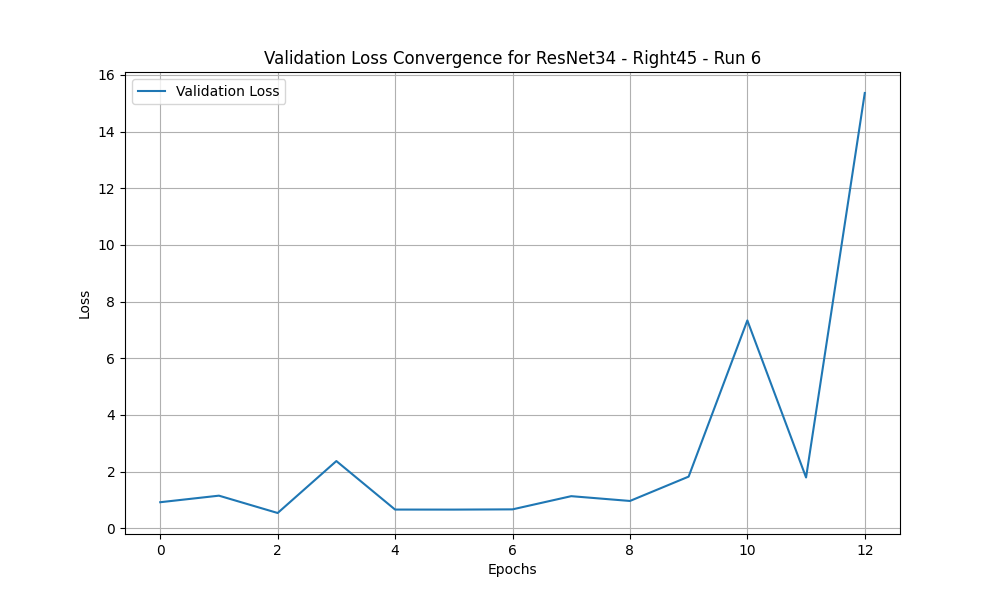 Validation Loss Convergence for ResNet34 - Right45 - Run 6
Validation Loss
16
14
12
10
8
6
4
2
0
Loss
0 2 4 6 8 10 12
Epochs